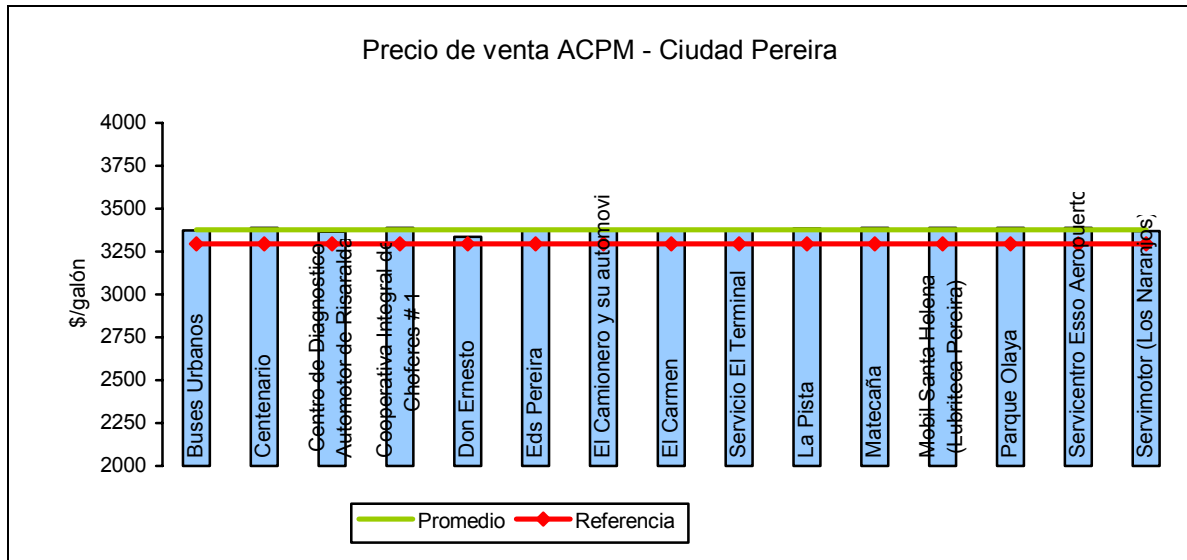 Precio de venta ACPM - Ciudad Pereira
$/galón
4000
3750
3500
3250
3000
2750
2500
2250
2000
Buses Urbanos
Centenario
Centro de Diagnostico
Automotor de Risaralda
Cooperativa Integral de
Choferes # 1
Don Ernesto
Eds Pereira
El Camionero y su automovi
El Carmen
Servicio El Terminal
La Pista
Matecaña
Mobil Santa Helena
(Lubriteca Pereira)
Parque Olaya
Servicentro Esso Aeropuerto
Servimotor (Los Naranjos)
Promedio
Referencia